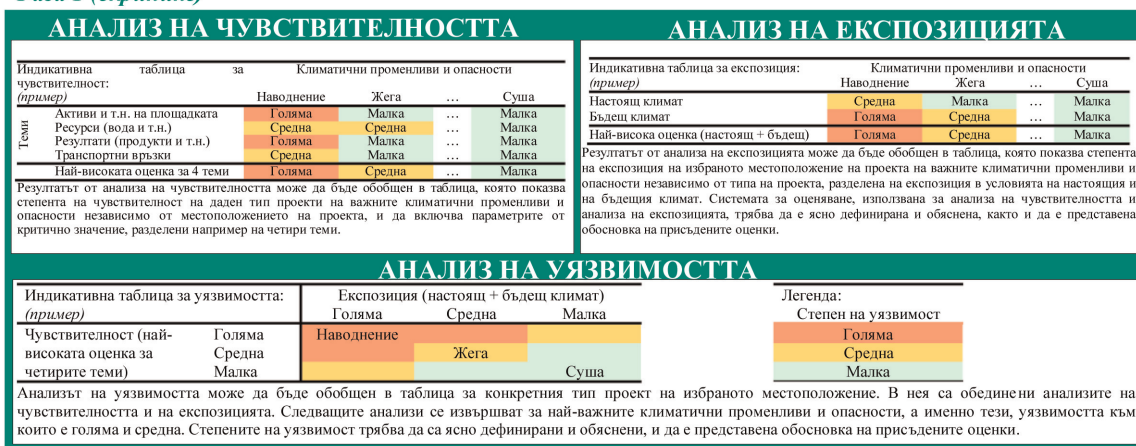 АНАЛИЗ НА ЧУВСТВИТЕЛНОСТТА
Индикативна таблица за чувствителност: Климатични променливи и опасности
(пример) Наводнение Жега … Суша
Теми
Активи и т.н. на площадката Голяма Малка … Малка
Ресурси (вода и т.н.) Средна Средна … Малка
Резултати (продукти и т.н.) Голяма Малка … Малка
Транспортни връзки Средна Малка … Малка
Най-високата оценка за 4 теми Голяма Средна … Малка
Резултатът от анализа на чувствителността може да бъде обобщен в таблица, която показва
степента на чувствителност на даден тип проекти на важните климатични променливи и
опасности независимо от местоположението на проекта, и да включва параметрите от
критично значение, разделени например на четири теми.
АНАЛИЗ НА ЕКСПОЗИЦИЯТА
Индикативна таблица за експозиция: Климатични променливи и опасности
(пример) Наводнение Жега … Суша
Настоящ климат Средна Малка … Малка
Бъдещ климат Голяма Средна … Малка
Най-висока оценка (настоящ + бъдещ) Голяма Средна … Малка
Резултатът от анализа на експозицията може да бъде обобщен в таблица, която показва степента
на експозиция на избраното местоположение на проекта на важните климатични променливи и
опасности независимо от типа на проекта, разделена на експозиция в условията на настоящия и
на бъдещия климат. Системата за оценяване, използвана за анализа на чувствителността и
анализа на експозицията, трябва да е ясно дефинирана и обяснена, както и да е представена
обосновка на присъдените оценки.
АНАЛИЗ НА УЯЗВИМОСТТА
Индикативна таблица за уязвимостта: Експозиция (настоящ + бъдещ климат)
(пример) Голяма Средна Малка
Чувствителност (най- Голяма Наводнение
високата оценка за Средна Жега
четирите теми) Малка Суша
Легенда:
Степен на уязвимост
Голяма
Средна
Малка
Анализът на уязвимостта може да бъде обобщен в таблица за конкретния тип проект на избраното местоположение. В нея са обединени анализите на
чувствителността и на експозицията. Следващите анализи се извършват за най-важните климатични променливи и опасности, а именно тези, уязвимостта към
които е голяма и средна. Степените на уязвимост трябва да са ясно дефинирани и обяснени, и да е представена обосновка на присъдените оценки.